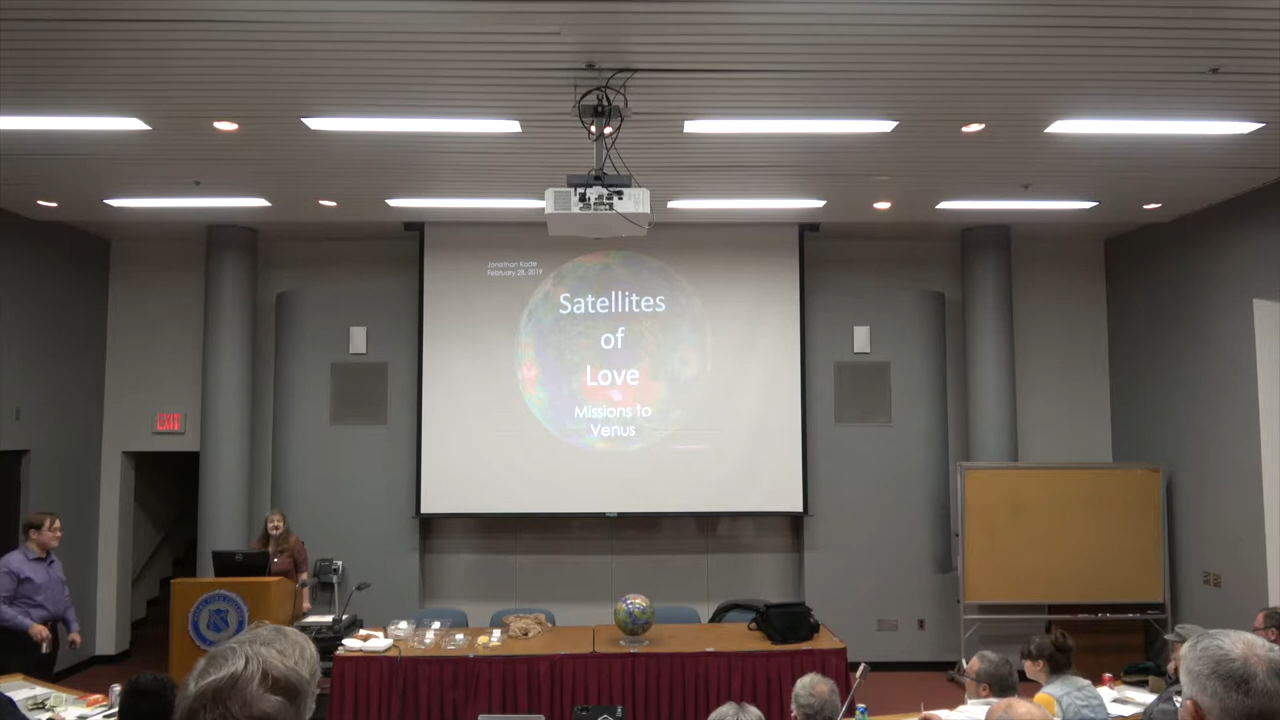 Jonathan Kade
February 28, 2019
Satellites
of
Love
Missions to
Venus
EXIT